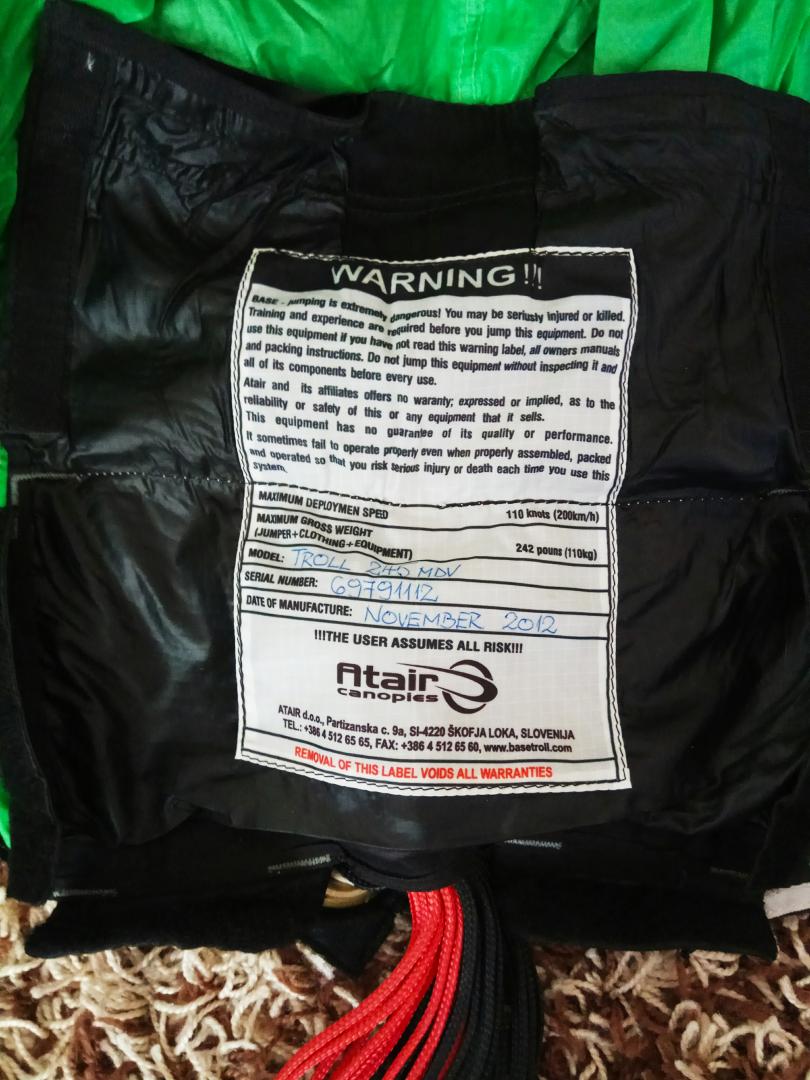 WARNING!!!
BASE - jumping is extremely dangerous! You may be seriusly injured or killed.
Training and experience are required before you jump this equipment. Do not
use this equipment if you have not read this warning label, all owners manuals
and packing instructions. Do not jump this equipment without inspecting it and
all of its components before every use.
Atair and its affiliates offers no waranty; expressed or implied, as to the
reliability or safety of this or any equipment that it sells.
This equipment has no guarantee of its quality or performance.
It sometimes fail to operate properly even when properly assembled, packed
and operated so that you risk serious injury or death each time you use this
system.
MAXIMUM DEPLOYMEN SPED 110 knots (200km/h)
MAXIMUM GROSS WEIGHT
(JUMPER+CLOTHING+EQUIPMENT) 242 pouns (110kg)
MODEL: TROLL 245 MDV
SERIAL NUMBER: 69791112
DATE OF MANUFACTURE: NOVEMBER 2012
!!!THE USER ASSUMES ALL RISK!!!
Atair
canopies
ATAIR d.o.o., Partizanska c. 9a, SI-4220 ŠKOFJA LOKA, SLOVENIJA
TEL.: +386 4 512 65 65, FAX: +386 4 512 65 60, www.basetroll.com
REMOVAL OF THIS LABEL VOIDS ALL WARRANTIES